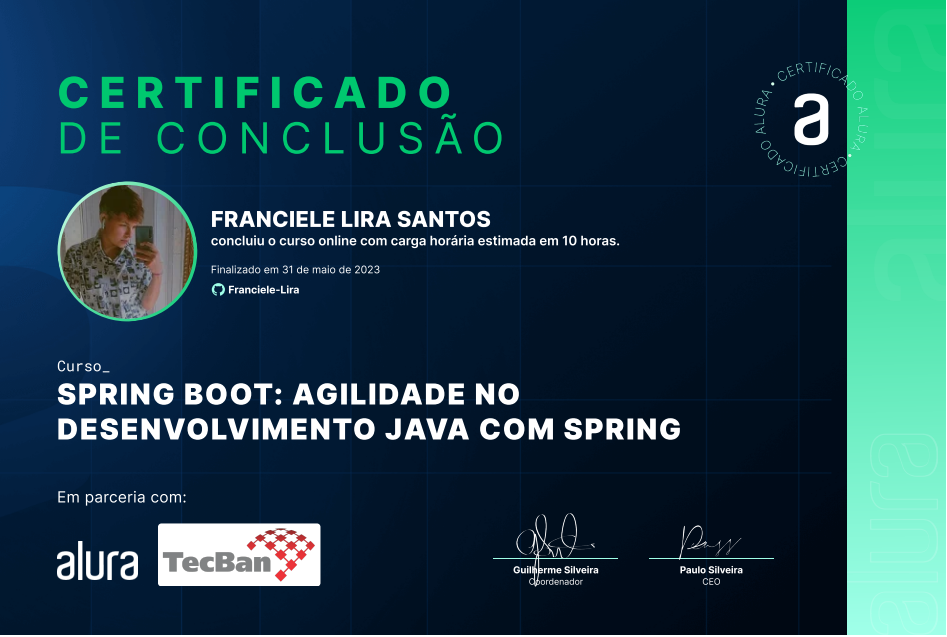 CERTIFICADO
DE CONCLUSÃO
CERTIFICADO ALURA • CERTIFICADO ALURA •
a
FRANCIELE LIRA SANTOS
concluiu o curso online com carga horária estimada em 10 horas.
Finalizado em 31 de maio de 2023
Franciele-Lira
Curso_
SPRING BOOT: AGILIDADE NO
DESENVOLVIMENTO JAVA COM SPRING
Em parceria com:
alura
TecBan
Guilherme Silveira
Coordenador
Paulo Silveira
CEO
alura
alura